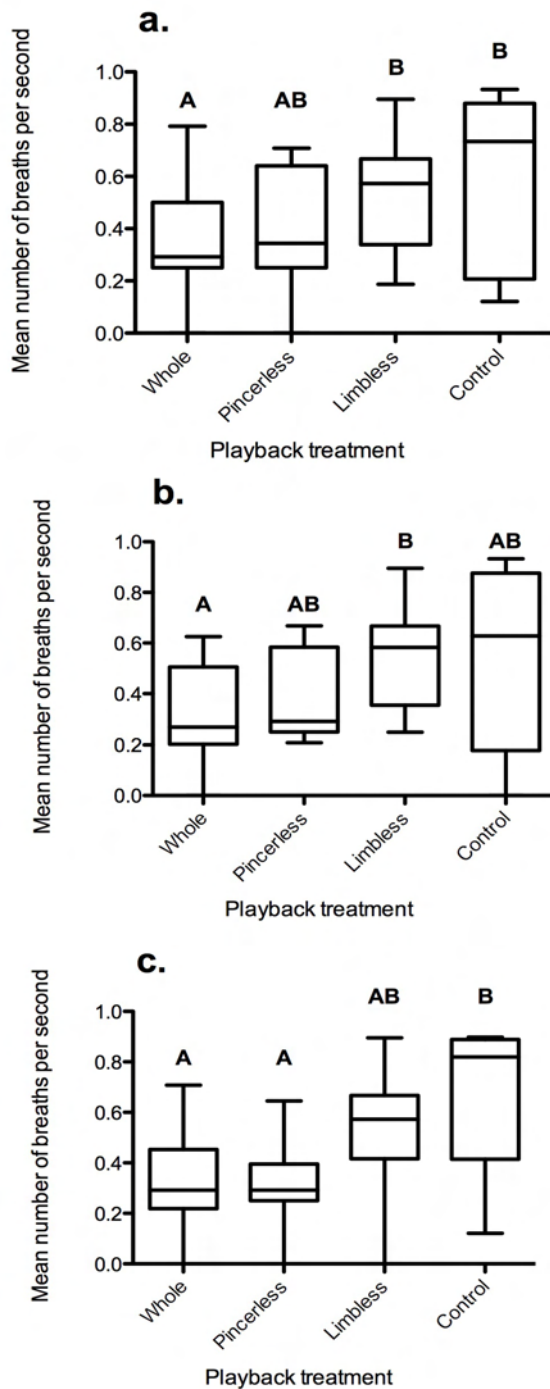 a.
Mean number of breaths per second
1.0
0.8
0.6
0.4
0.2
0.0
A
AB
B
B
Whole
Pincerless
Limbless
Control
Playback treatment
b.
Mean number of breaths per second
1.0
0.8
0.6
0.4
0.2
0.0
A
AB
B
AB
Whole
Pincerless
Limbless
Control
Playback treatment
c.
Mean number of breaths per second
1.0
0.8
0.6
0.4
0.2
0.0
A
A
AB
B
Whole
Pincerless
Limbless
Control
Playback treatment